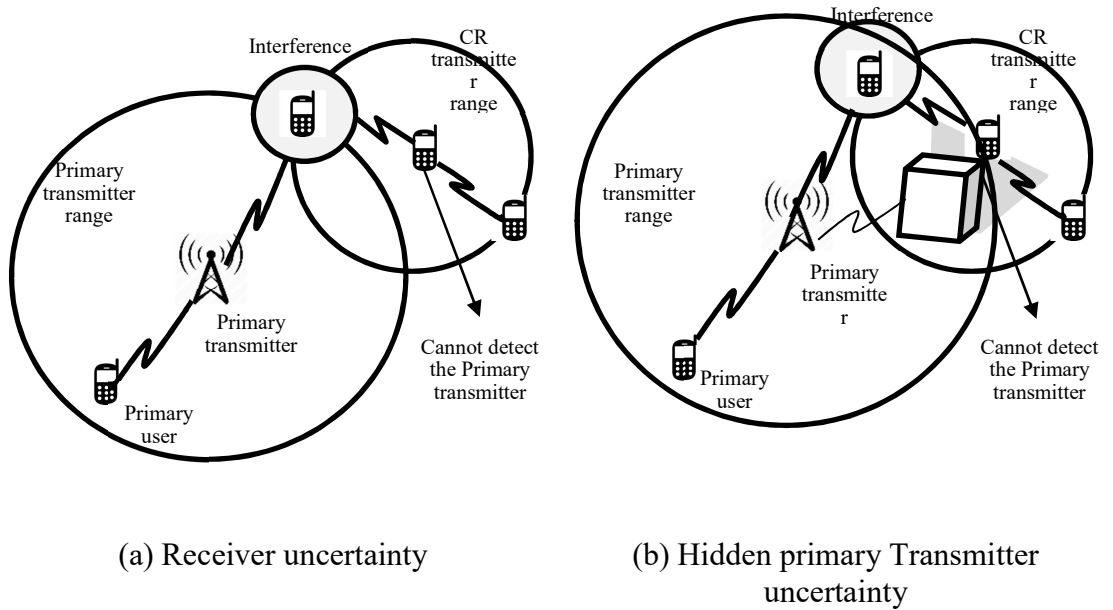 Interference
CR
transmitte
r
range
Primary
transmitter
range
Primary
transmitter
Cannot detect
the Primary
transmitter
Primary
user
(a) Receiver uncertainty
Interference
CR
transmitte
r
range
Primary
transmitter
range
Primary
transmitte
r
Cannot detect
the Primary
transmitter
Primary
user
(b) Hidden primary Transmitter
uncertainty